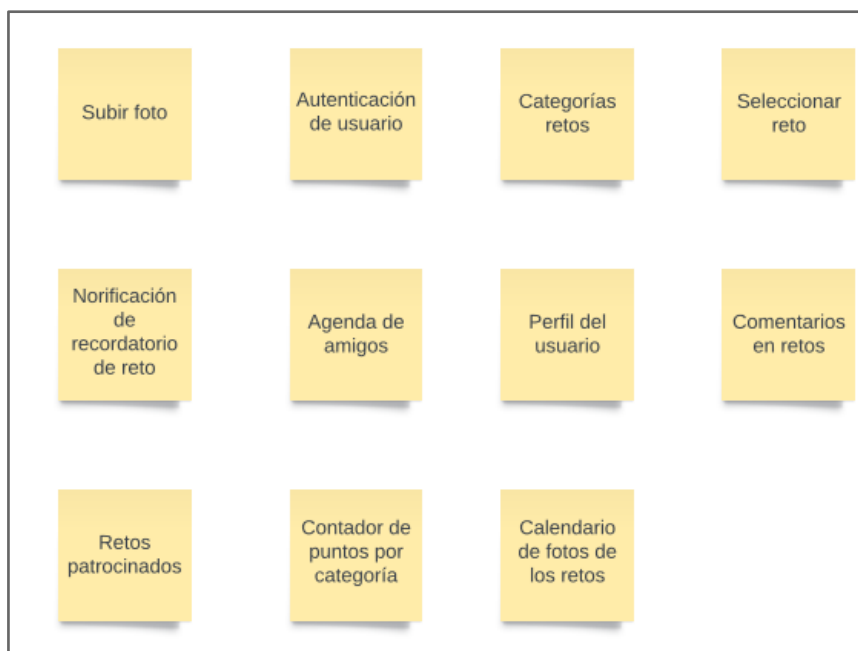 Subir foto
Autenticación
de usuario
Categorías
retos
Seleccionar
reto
Norificación
de
recordatorio
de reto
Agenda de
amigos
Perfil del
usuario
Comentarios
en retos
Retos
patrocinados
Contador de
puntos por
categoría
Calendario
de fotos de
los retos